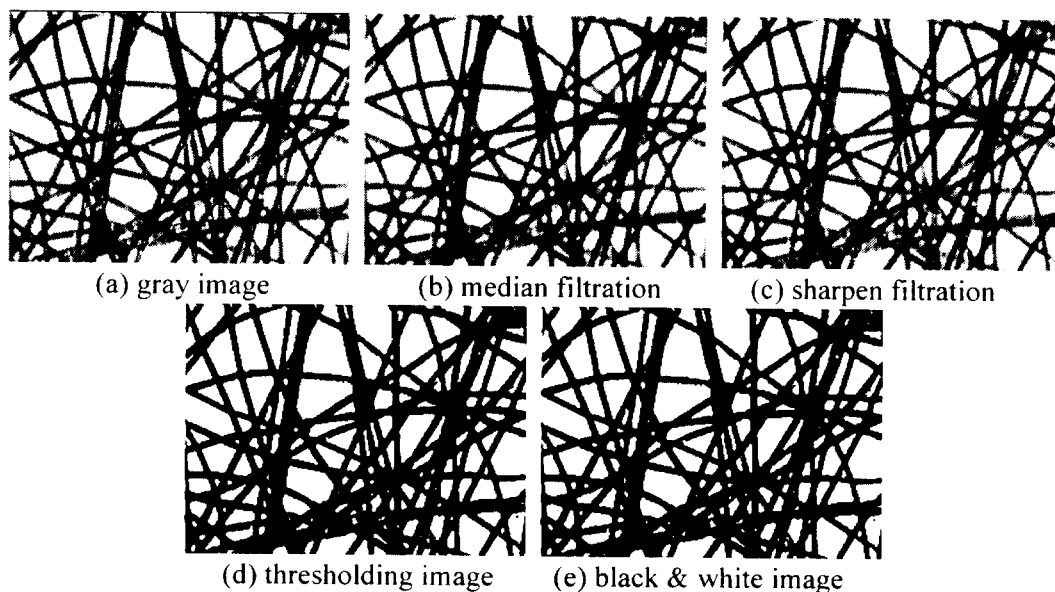 (a) gray image
(b) median filtration
(c) sharpen filtration
(d) thresholding image
(e) black & white image